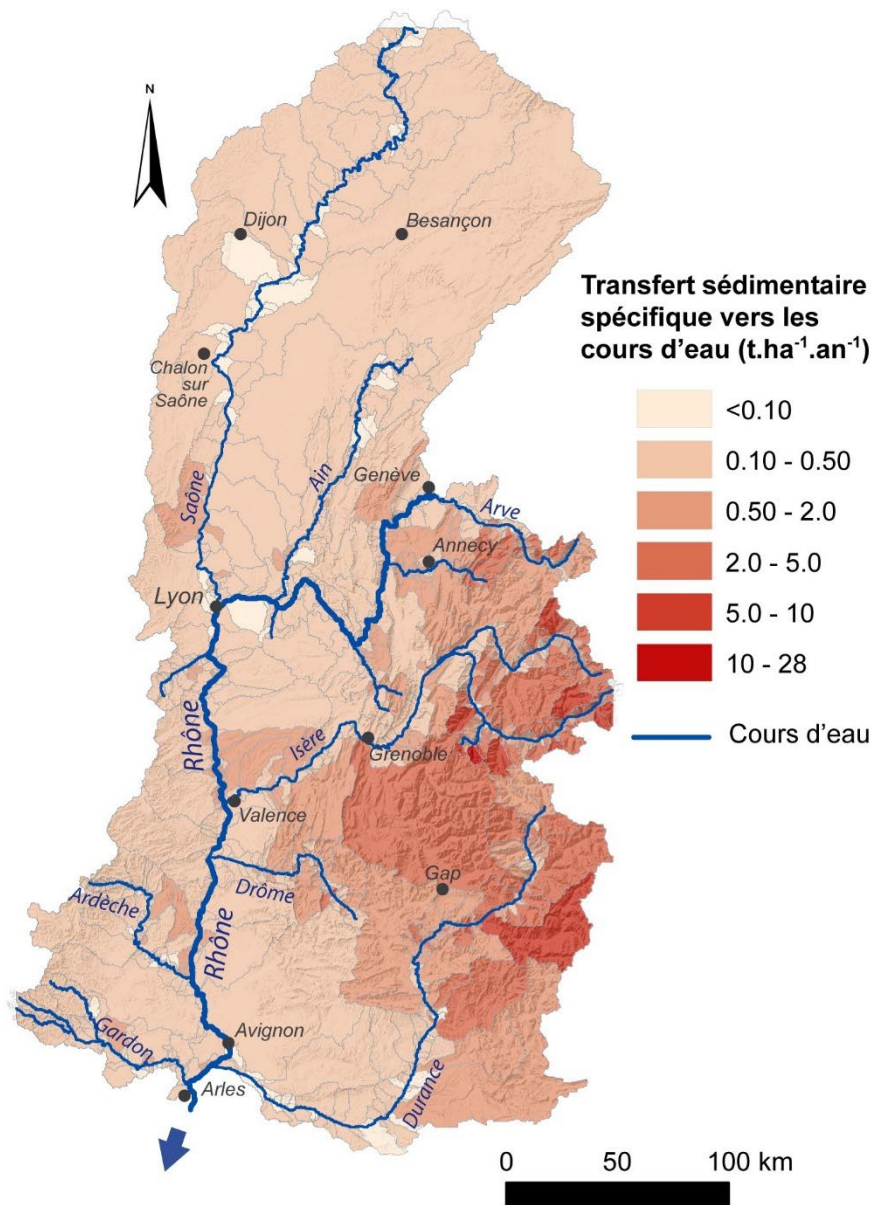 N
Dijon
Besançon
Transfert sédimentaire
spécifique vers les
cours d'eau (t.ha⁻¹.an⁻¹)
<0.10
0.10 - 0.50
0.50 - 2.0
2.0 - 5.0
5.0 - 10
10 - 28
Cours d'eau
Chalon
sur
Saône
Saône
Ain
Genève
Arve
Annecy
Lyon
Rhône
Isère
Grenoble
Valence
Gap
Drôme
Ardèche
Rhône
Gardon
Avignon
Arles
Durance
0 50 100 km